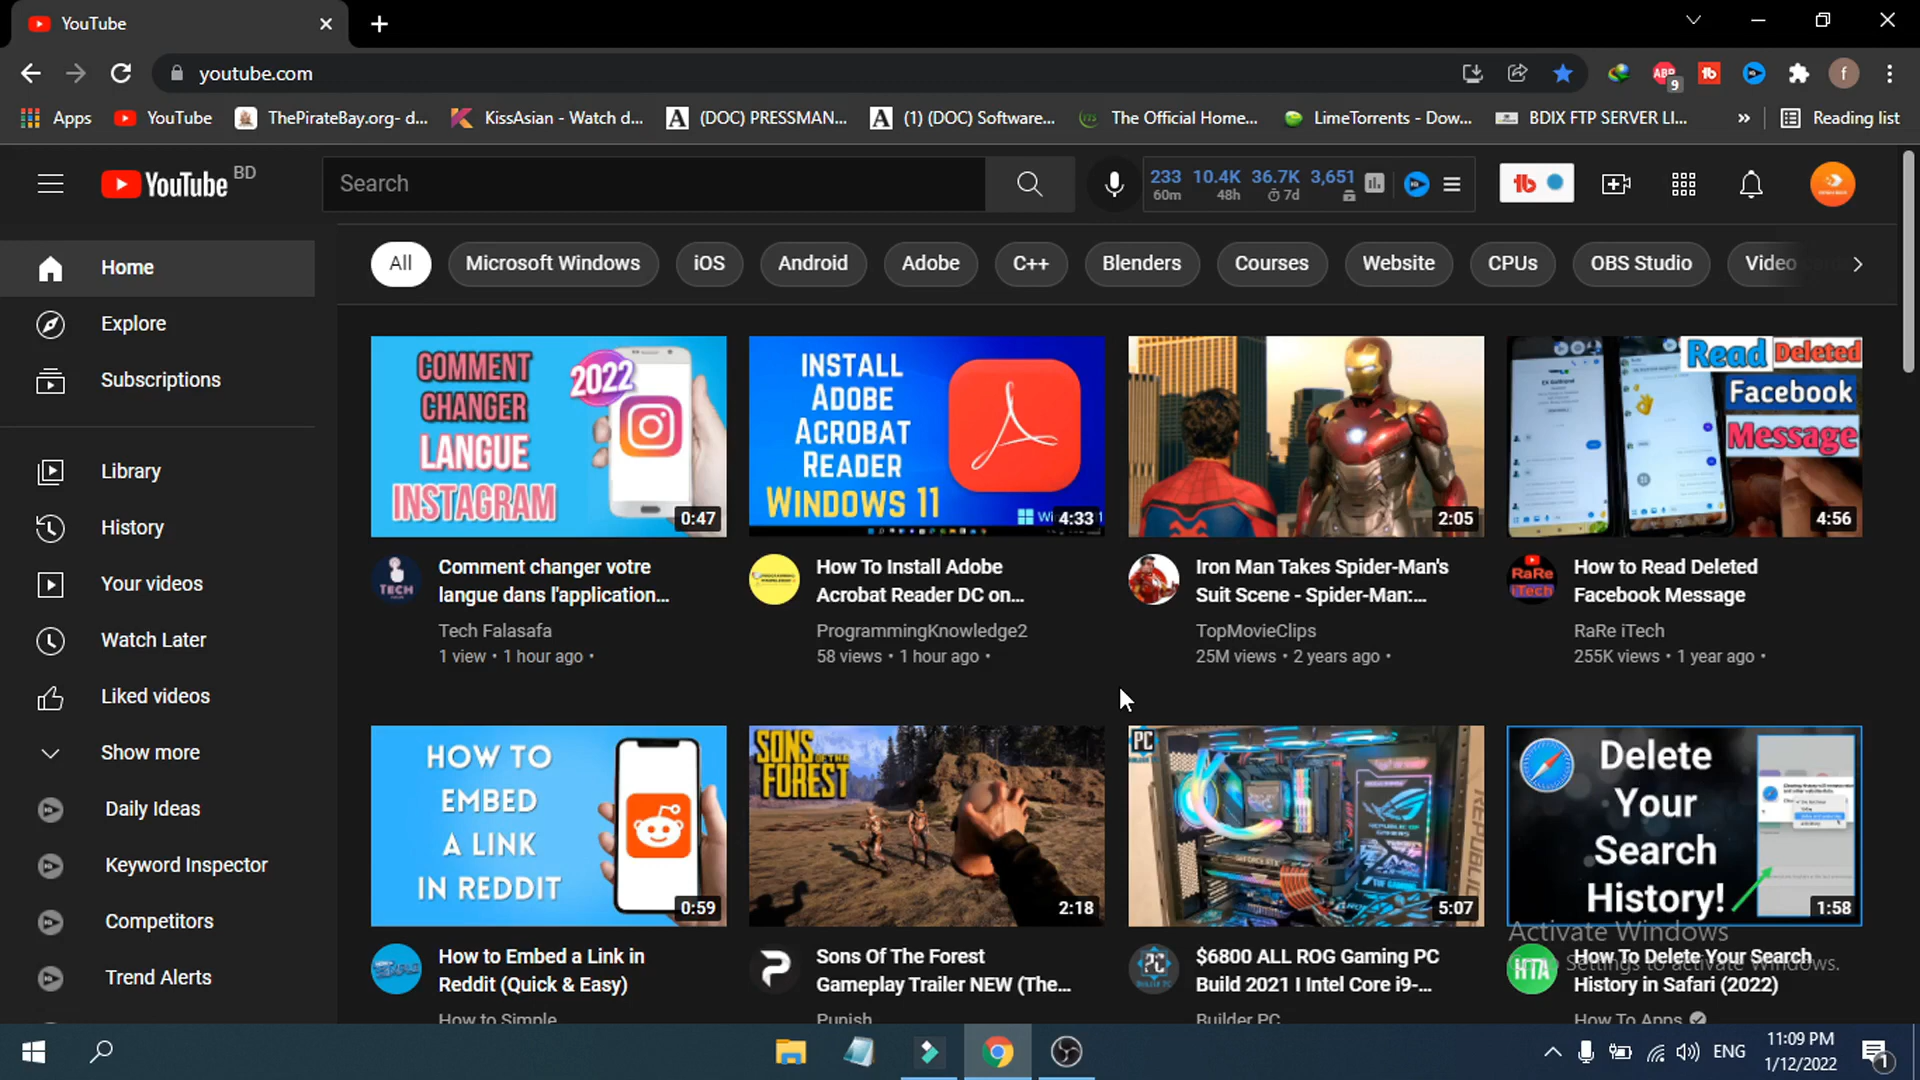 YouTube
youtube.com
ABP
9
f
Apps
YouTube
ThePirateBay.org- d...
KissAsian - Watch d...
(DOC) PRESSMAN...
(1) (DOC) Software...
The Official Home...
LimeTorrents - Dow...
BDIX FTP SERVER LI...
»
Reading list
YouTube BD
Search
233 10.4K 36.7K 3,651
60m 48h 7d
All
Microsoft Windows
iOS
Android
Adobe
C++
Blenders
Courses
Website
CPUs
OBS Studio
Video
Home
Explore
Subscriptions
Library
History
Your videos
Watch Later
Liked videos
Show more
Daily Ideas
Keyword Inspector
Competitors
Trend Alerts
COMMENT
CHANGER
LANGUE
INSTAGRAM
2022
0:47
INSTALL
ADOBE
ACROBAT
READER
WINDOWS 11
4:33
2:05
Read Deleted
Facebook
Message
4:56
TECH
Comment changer votre
langue dans l'application...
Tech Falasafa
1 view • 1 hour ago •
How To Install Adobe
Acrobat Reader DC on...
ProgrammingKnowledge2
58 views • 1 hour ago •
Iron Man Takes Spider-Man's
Suit Scene - Spider-Man:...
TopMovieClips
25M views • 2 years ago •
RaRe
iTech
How to Read Deleted
Facebook Message
RaRe iTech
255K views • 1 year ago •
HOW TO
EMBED
A LINK
IN REDDIT
0:59
SONS OF THE
FOREST
2:18
PC
REPUBLIC OF
GAMERS
5:07
Delete
Your
Search
History!
1:58
How to Embed a Link in
Reddit (Quick & Easy)
How to Simple
Sons Of The Forest
Gameplay Trailer NEW (The...
Punish
PC
$6800 ALL ROG Gaming PC
Build 2021 I Intel Core i9-...
Builder PC
HTA
How To Delete Your Search
History in Safari (2022)
How To Apps
Activate Windows
Settings to activate Windows.
ENG
11:09 PM
1/12/2022
1